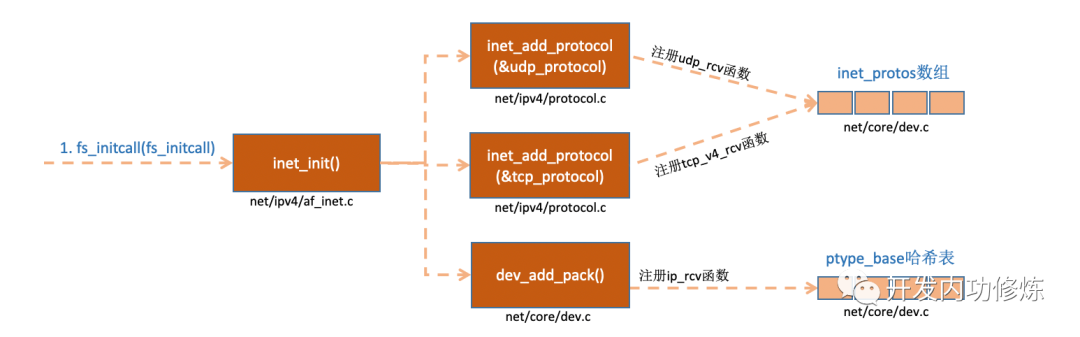 1. fs_initcall(fs_initcall)
inet_init()
net/ipv4/af_inet.c
inet_add_protocol
(&udp_protocol)
net/ipv4/protocol.c
注册udp_rcv函数
inet_protos数组
net/core/dev.c
inet_add_protocol
(&tcp_protocol)
net/ipv4/protocol.c
注册tcp_v4_rcv函数
dev_add_pack()
net/core/dev.c
注册ip_rcv函数
ptype_base哈希表
开发内功修炼
net/core/dev.c